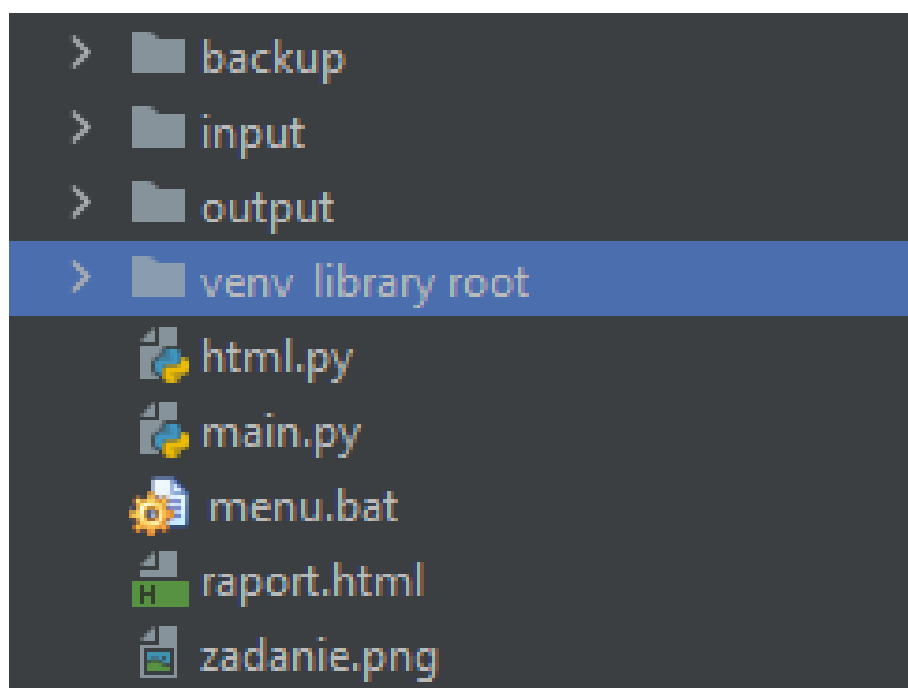 backup
input
output
venv library root
html.py
main.py
menu.bat
H raport.html
zadanie.png